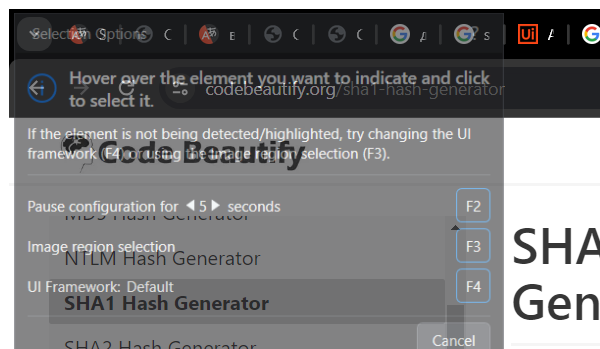 Selection Options
Hover over the element you want to indicate and click
to select it.
codebeautify.org/sha1-hash-generator
If the element is not being detected/highlighted, try changing the UI
framework (F4) or using the Image region selection (F3).
Code Beautify
Pause configuration for 5 seconds F2
MD5 Hash Generator
Image region selection F3
NTLM Hash Generator
UI Framework: Default F4
SHA1 Hash Generator
SHA2 Hash Generator
Cancel
SHA
Gen